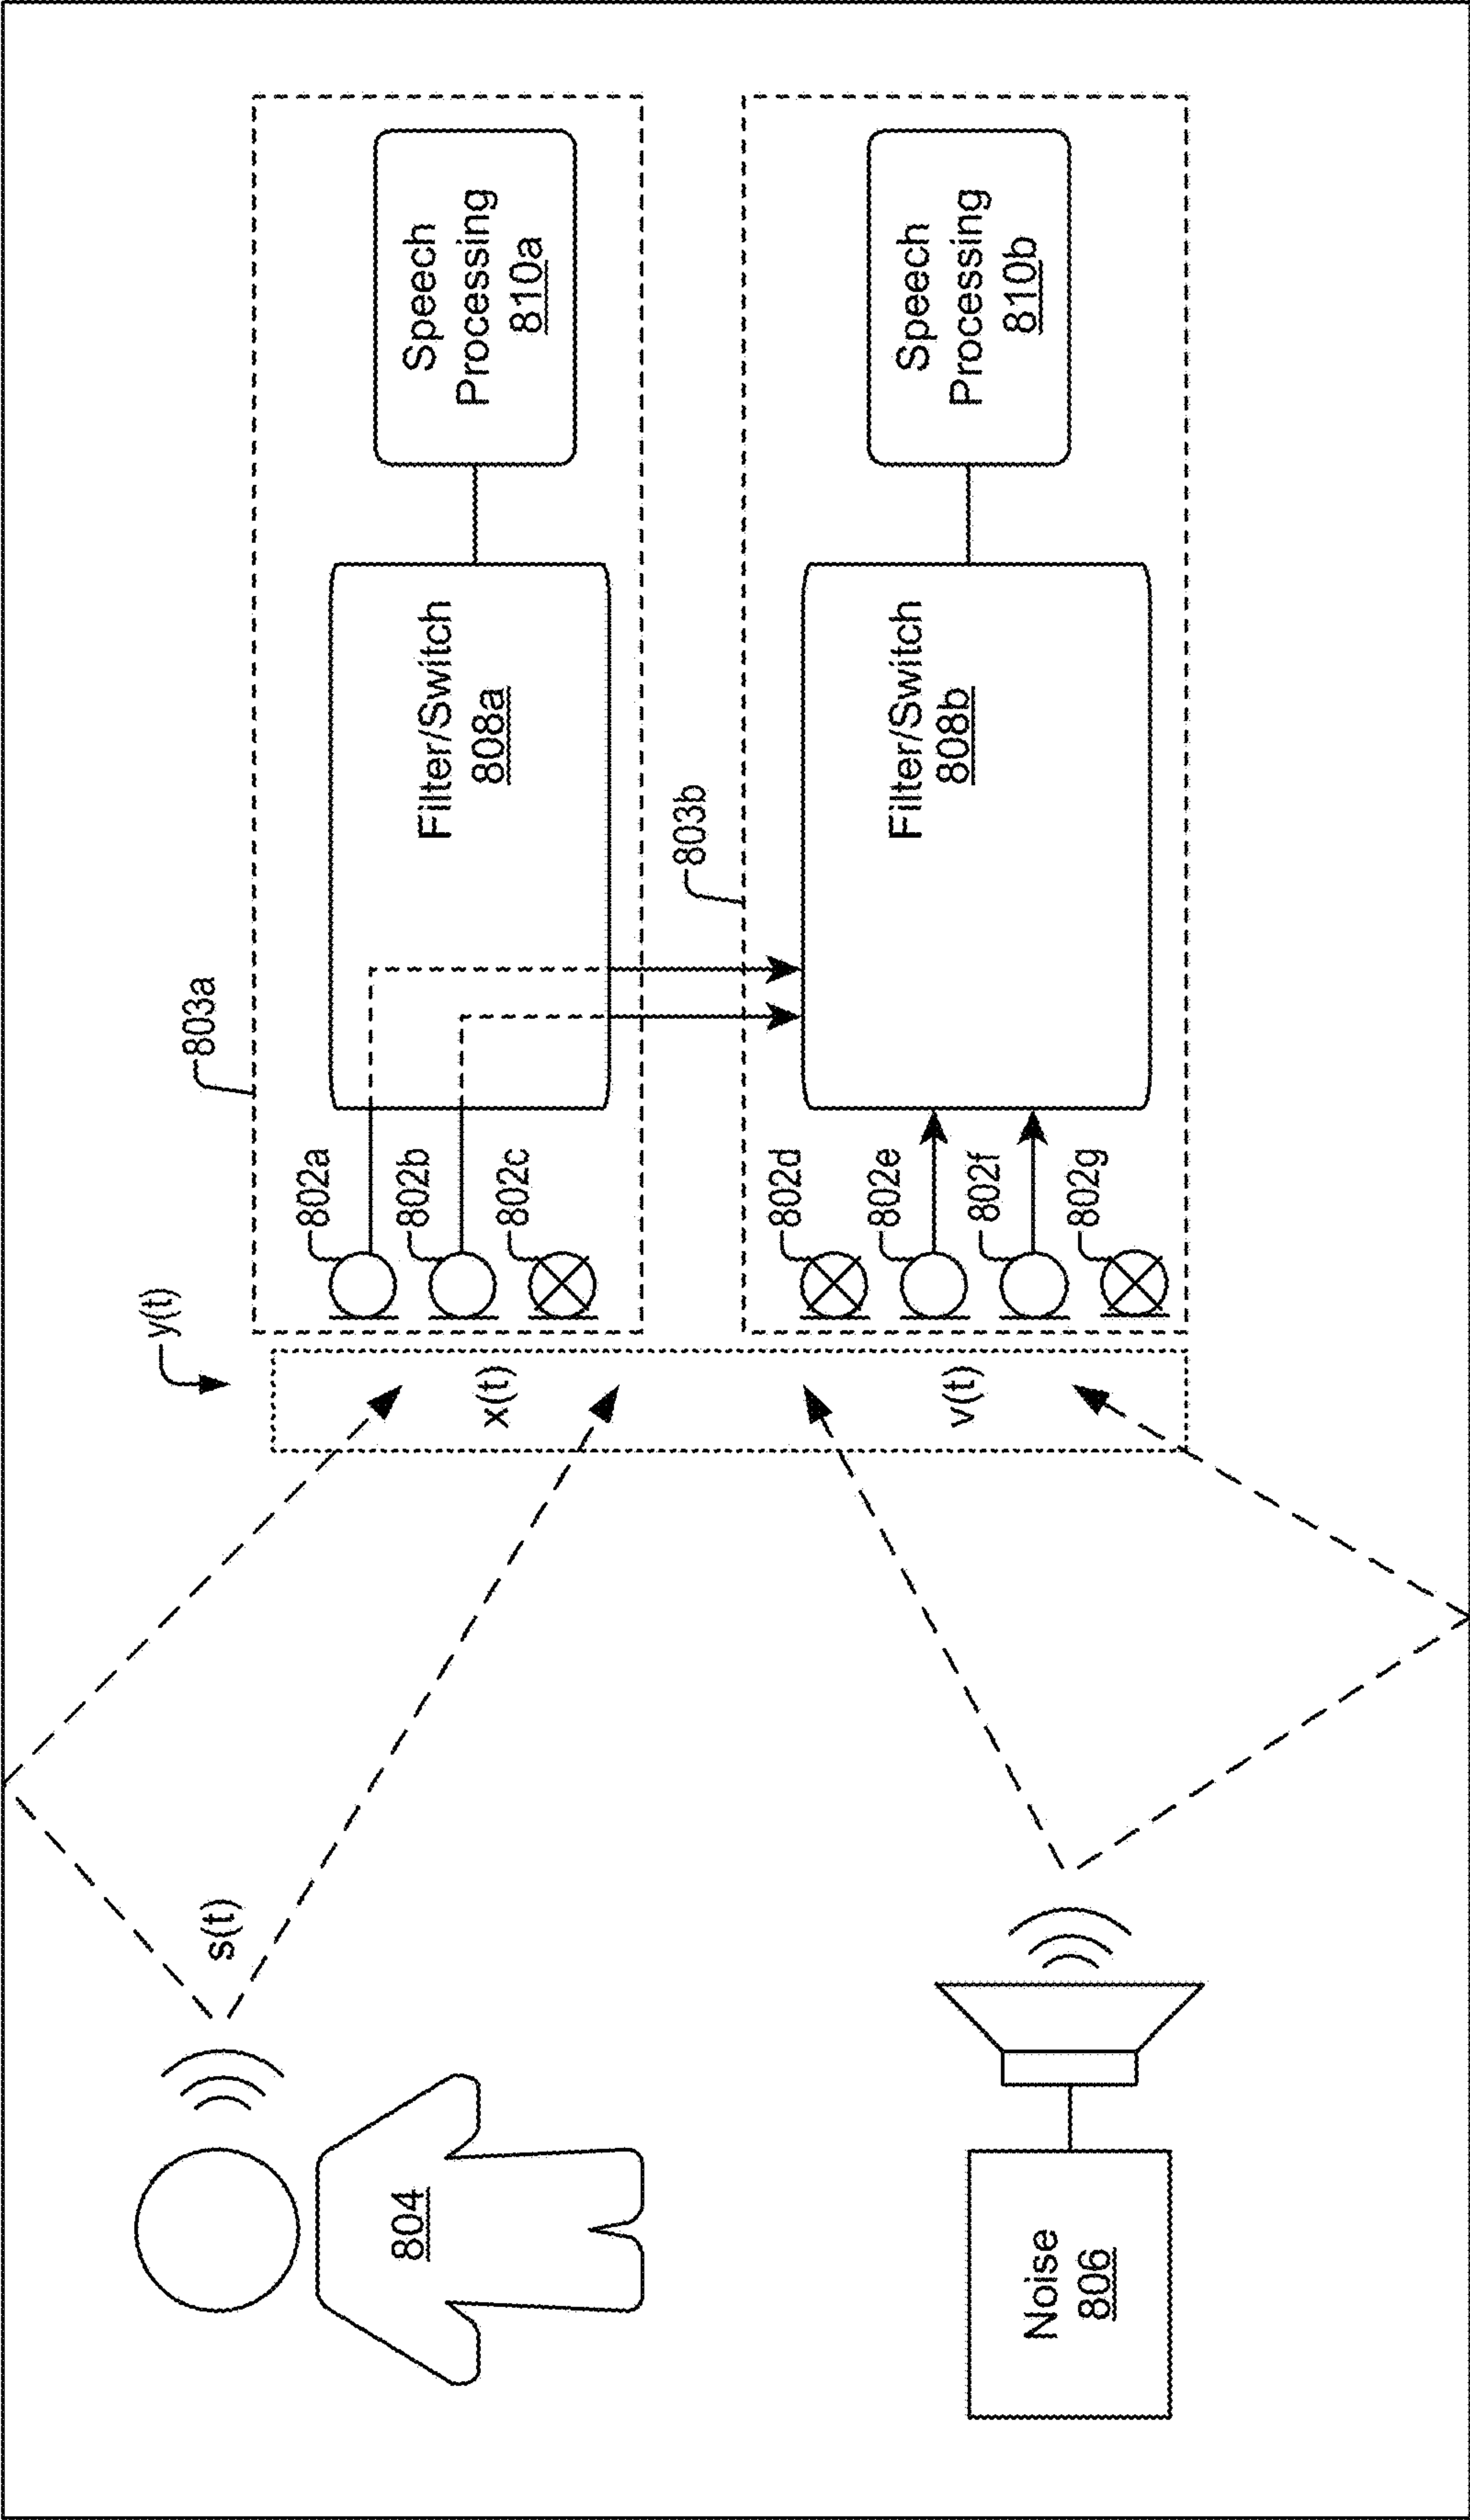 804
s(t)
Noise
806
y(t)
x(t)
v(t)
803a
802a
802b
802c
Filter/Switch
808a
Speech
Processing
810a
803b
802d
802e
802f
802g
Filter/Switch
808b
Speech
Processing
810b